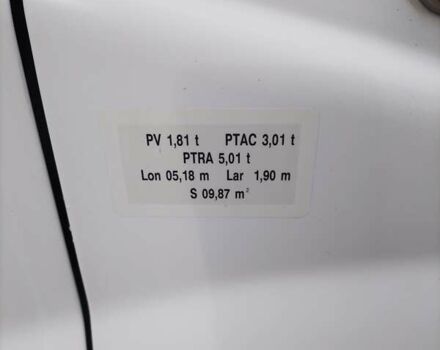 PV 1,81 t PTAC 3,01 t
PTRA 5,01 t
Lon 05,18 m Lar 1,90 m
S 09,87 m²